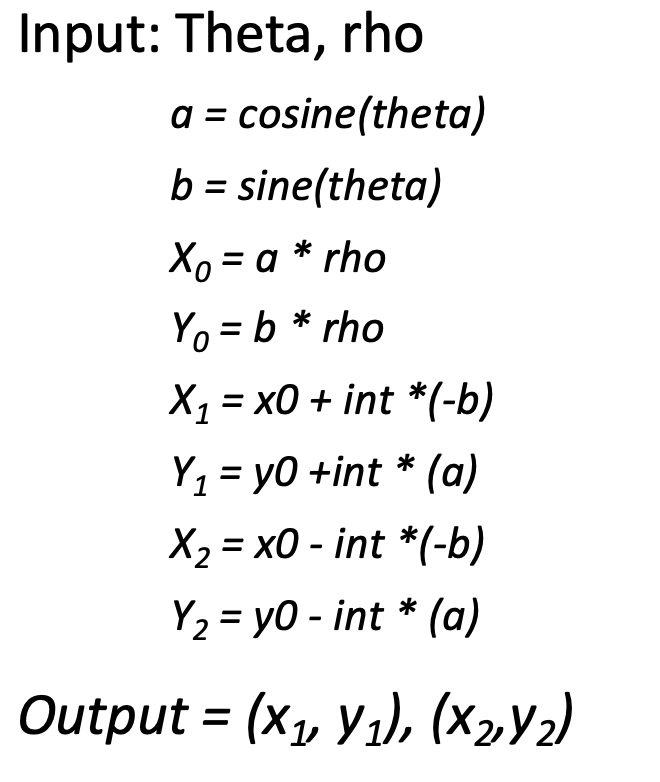 Input: Theta, rho
a = cosine(theta)
b = sine(theta)
X₀ = a * rho
Y₀ = b * rho
X₁ = x0 + int *(-b)
Y₁ = y0 +int * (a)
X₂ = x0 - int *(-b)
Y₂ = y0 - int * (a)
Output = (x₁, y₁), (x₂,y₂)